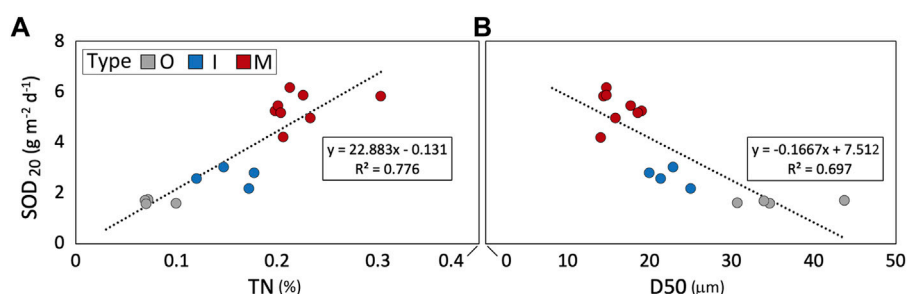 A
B
Type O I M
SOD₂₀ (g m⁻² d⁻¹)
8
6
4
2
0
y = 22.883x - 0.131
R² = 0.776
y = -0.1667x + 7.512
R² = 0.697
0 0.1 0.2 0.3 0.4
0 10 20 30 40 50
TN (%)
D50 (μm)